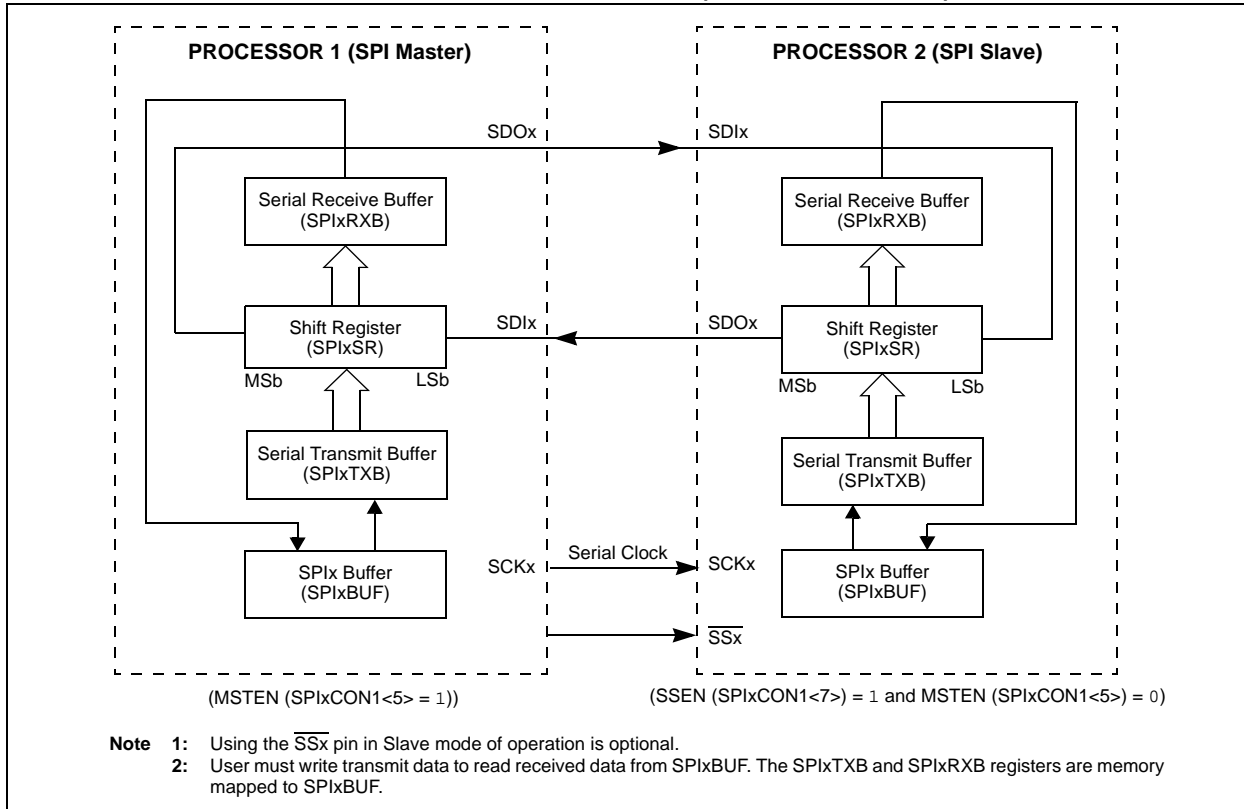 PROCESSOR 1 (SPI Master)
PROCESSOR 2 (SPI Slave)
SDOx
SDIx
Serial Receive Buffer
(SPIxRXB)
Serial Receive Buffer
(SPIxRXB)
Shift Register
(SPIxSR)
SDIx
SDOx
Shift Register
(SPIxSR)
MSb
LSb
MSb
LSb
Serial Transmit Buffer
(SPIxTXB)
Serial Transmit Buffer
(SPIxTXB)
SPIx Buffer
(SPIxBUF)
SCKx
Serial Clock
SCKx
SPIx Buffer
(SPIxBUF)
SSx
(MSTEN (SPIxCON1<5> = 1))
(SSEN (SPIxCON1<7>) = 1 and MSTEN (SPIxCON1<5>) = 0)
Note 1: Using the SSx pin in Slave mode of operation is optional.
2: User must write transmit data to read received data from SPIxBUF. The SPIxTXB and SPIxRXB registers are memory
mapped to SPIxBUF.